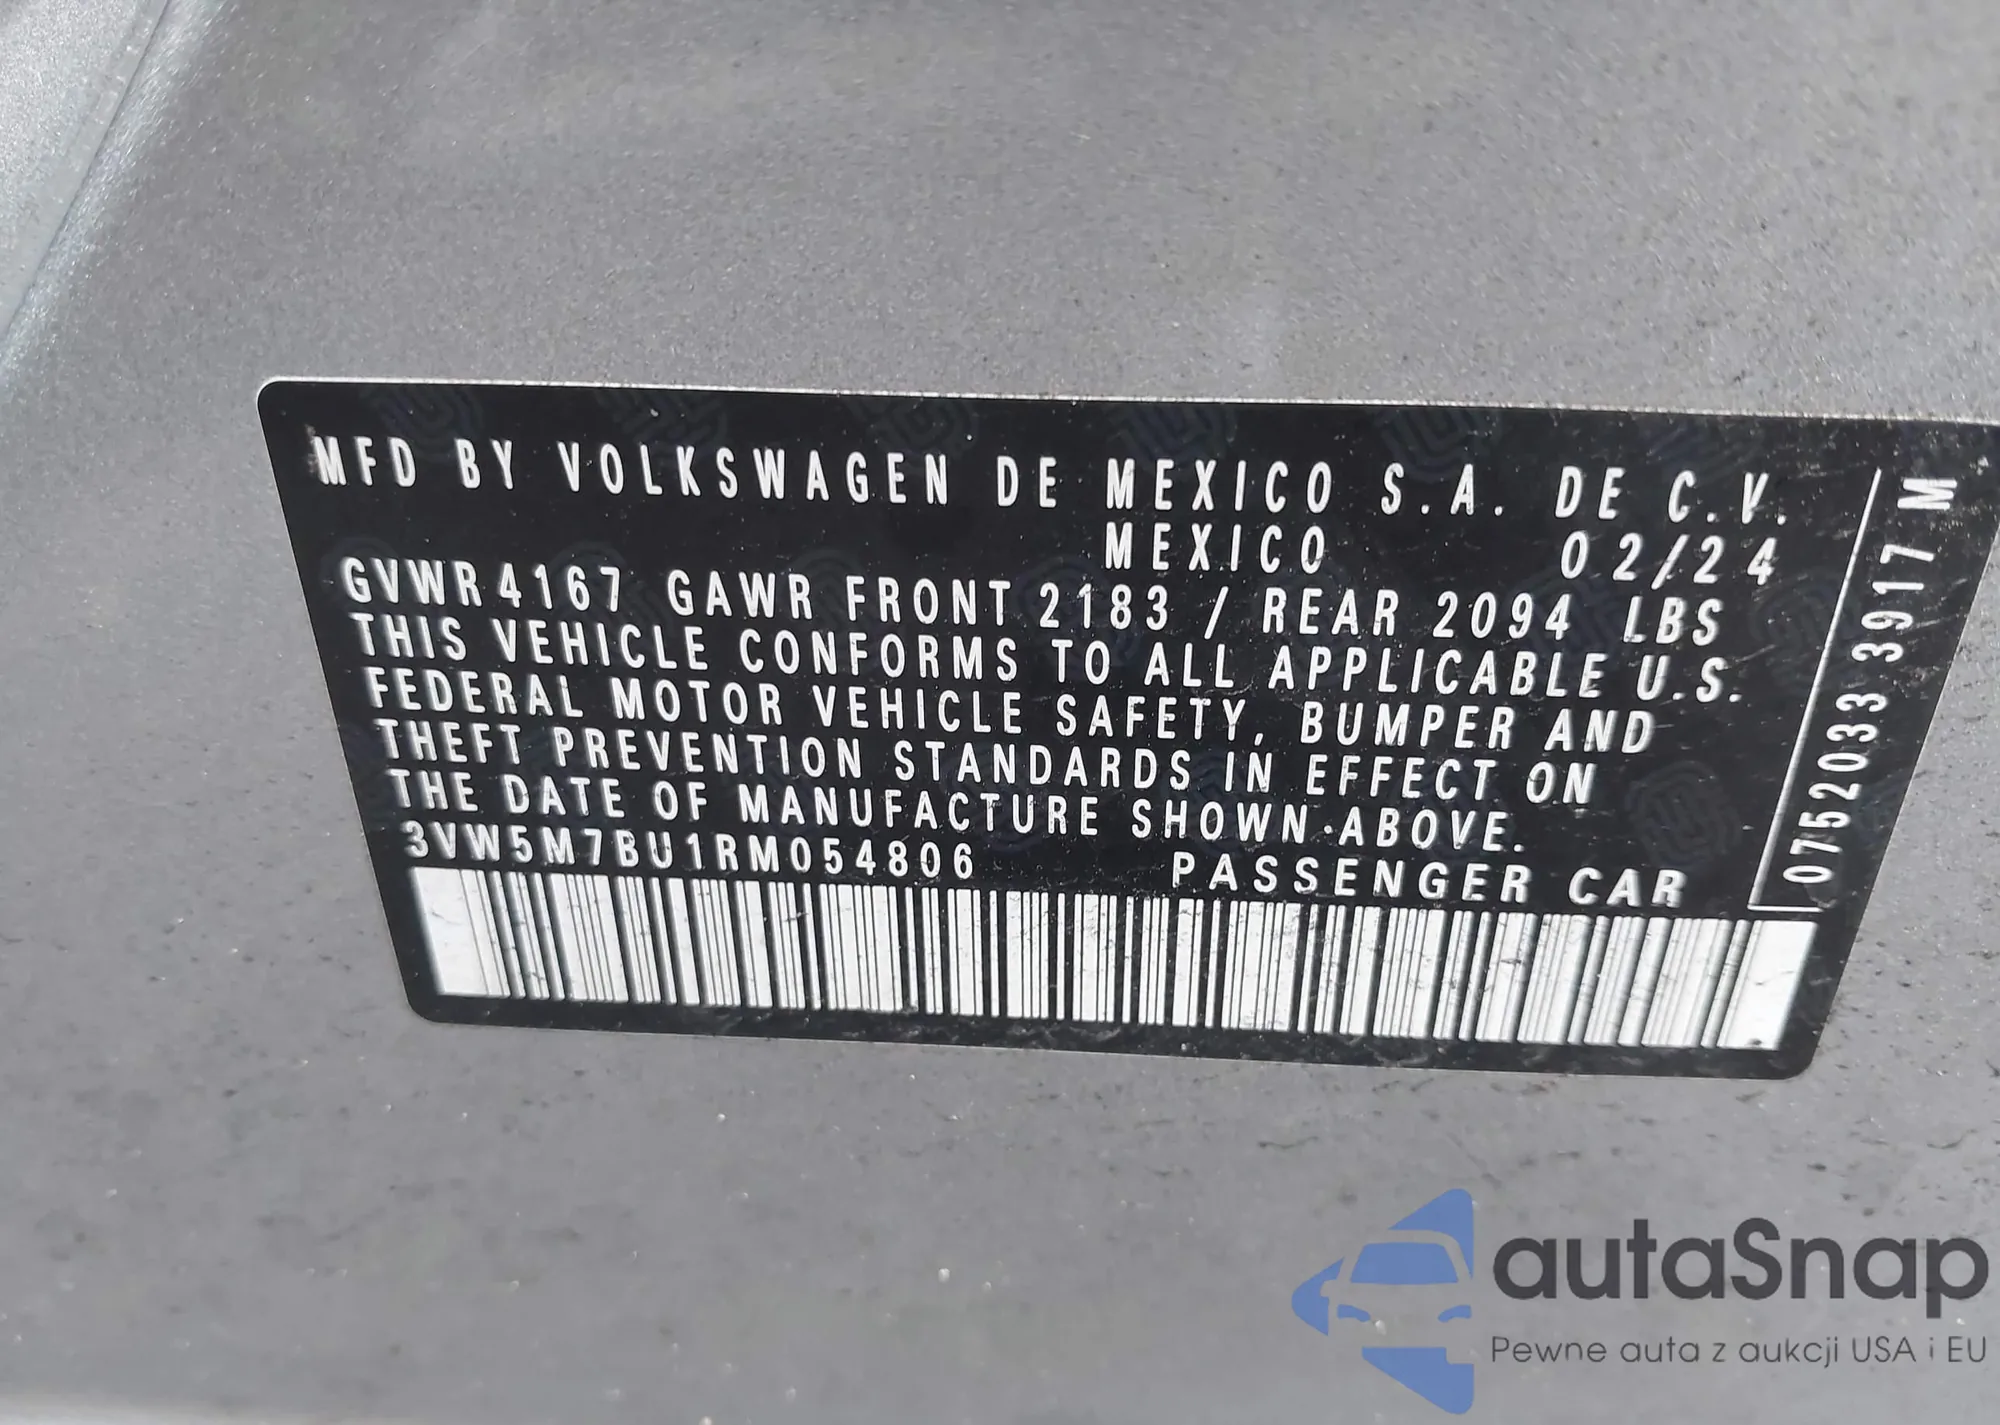 MFD BY VOLKSWAGEN DE MEXICO S.A. DE C.V.
MEXICO 02/24
GVWR 4167 GAWR FRONT 2183 / REAR 2094 LBS
THIS VEHICLE CONFORMS TO ALL APPLICABLE U.S.
FEDERAL MOTOR VEHICLE SAFETY, BUMPER AND
THEFT PREVENTION STANDARDS IN EFFECT ON
THE DATE OF MANUFACTURE SHOWN ABOVE.
3VW5M7BU1RM054806 PASSENGER CAR
0752033 3917 M
autaSnap
Pewne auta z aukcji USA i EU